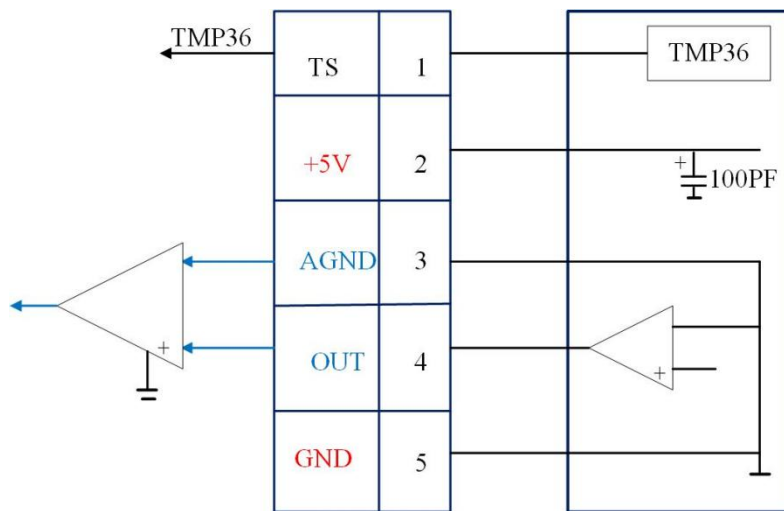 TMP36
TS 1
TMP36
+5V 2
+
100PF
AGND 3
+
OUT 4
+
GND 5